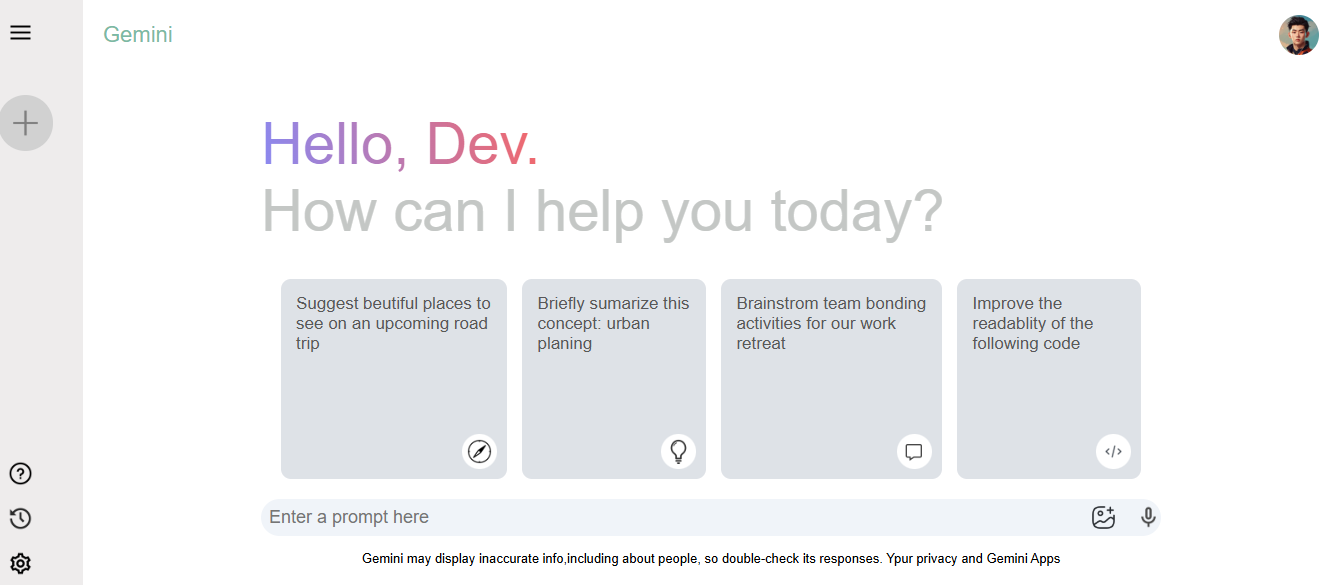 Gemini
Hello, Dev.
How can I help you today?
Suggest beutiful places to
see on an upcoming road
trip
Briefly sumarize this
concept: urban
planing
Brainstrom team bonding
activities for our work
retreat
Improve the
readablity of the
following code
Enter a prompt here
Gemini may display inaccurate info,including about people, so double-check its responses. Ypur privacy and Gemini Apps